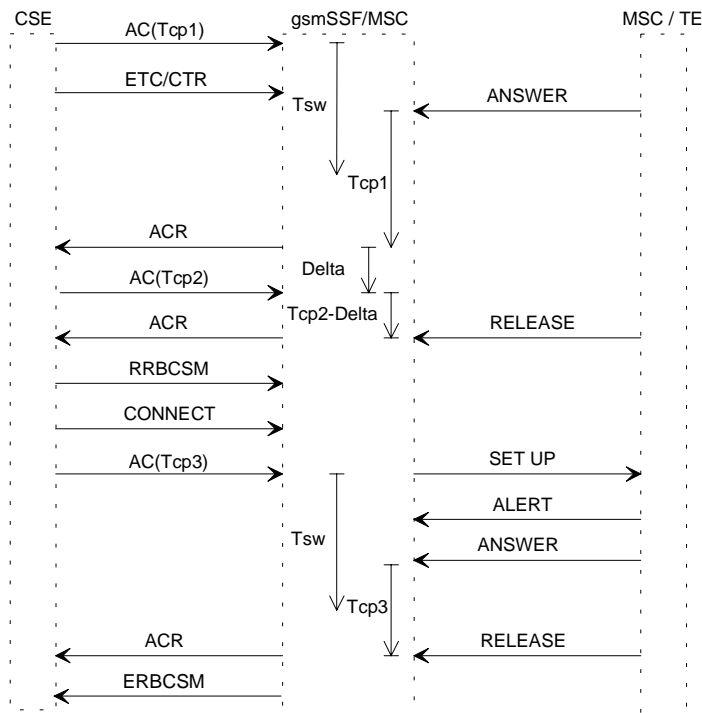 CSE
gsmSSF/MSC
MSC / TE
AC(Tcp1)
ETC/CTR
Tsw
ANSWER
Tcp1
ACR
Delta
AC(Tcp2)
Tcp2-Delta
ACR
RELEASE
RRBCSM
CONNECT
AC(Tcp3)
SET UP
ALERT
Tsw
ANSWER
Tcp3
ACR
RELEASE
ERBCSM